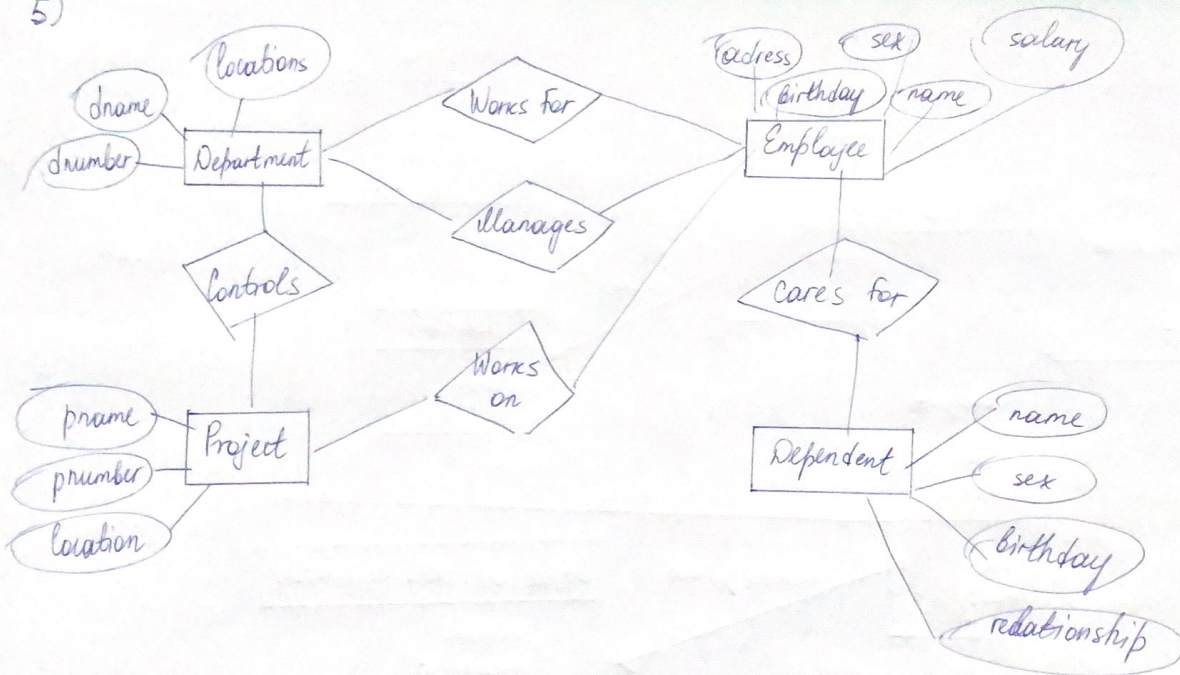 5)
locations
dname
dnumber
Department
Works for
Manages
adress
sex
salary
birthday
name
Employee
Controls
Cares for
Works
on
pname
pnumber
location
Project
Dependent
name
sex
birthday
relationship